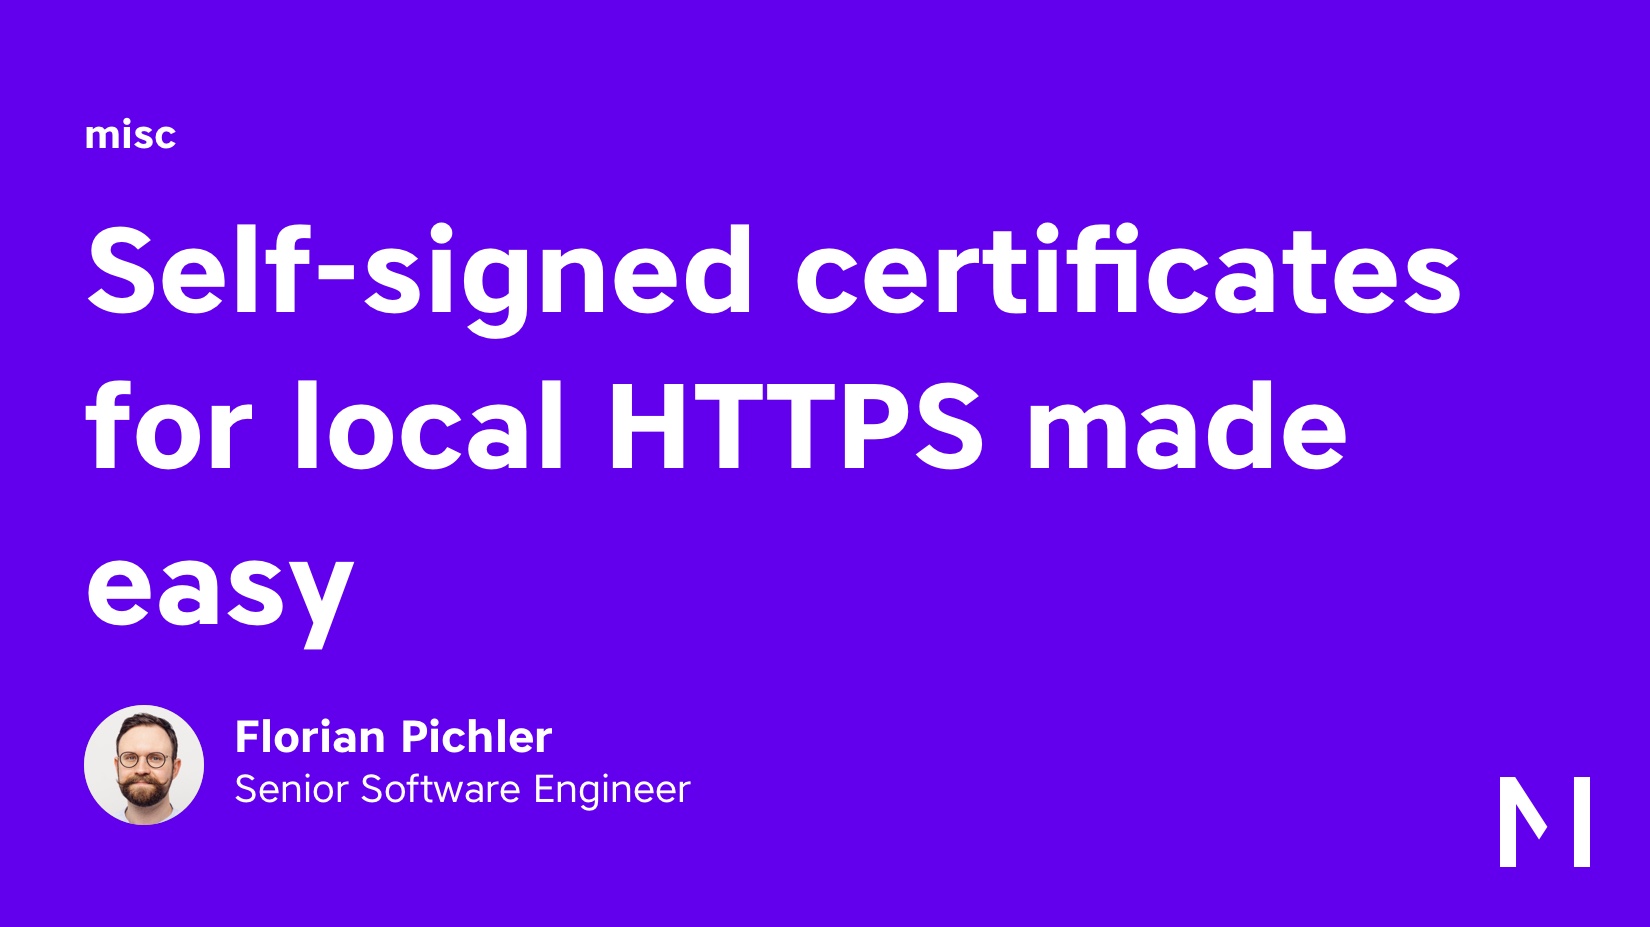 misc
Self-signed certificates
for local HTTPS made
easy
Florian Pichler
Senior Software Engineer